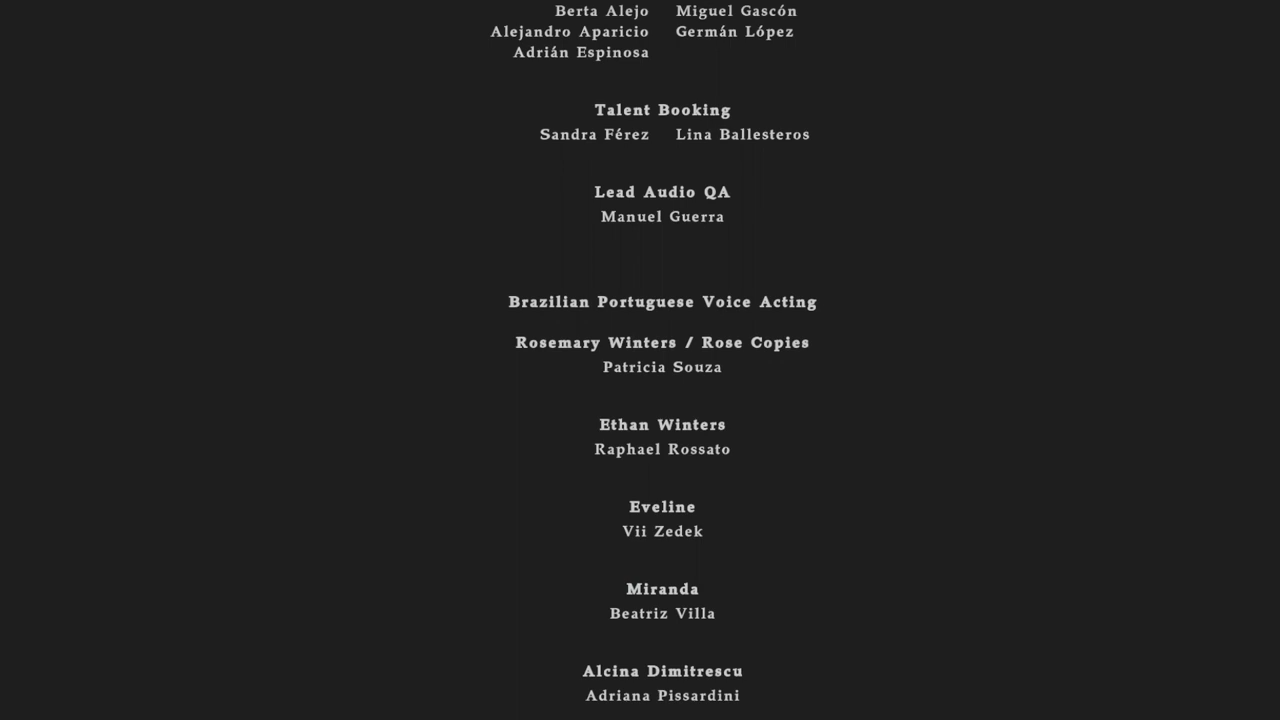 Berta Alejo Miguel Gascón
Alejandro Aparicio Germán López
Adrián Espinosa
Talent Booking
Sandra Férez Lina Ballesteros
Lead Audio QA
Manuel Guerra
Brazilian Portuguese Voice Acting
Rosemary Winters / Rose Copies
Patricia Souza
Ethan Winters
Raphael Rossato
Eveline
Vii Zedek
Miranda
Beatriz Villa
Alcina Dimitrescu
Adriana Pissardini